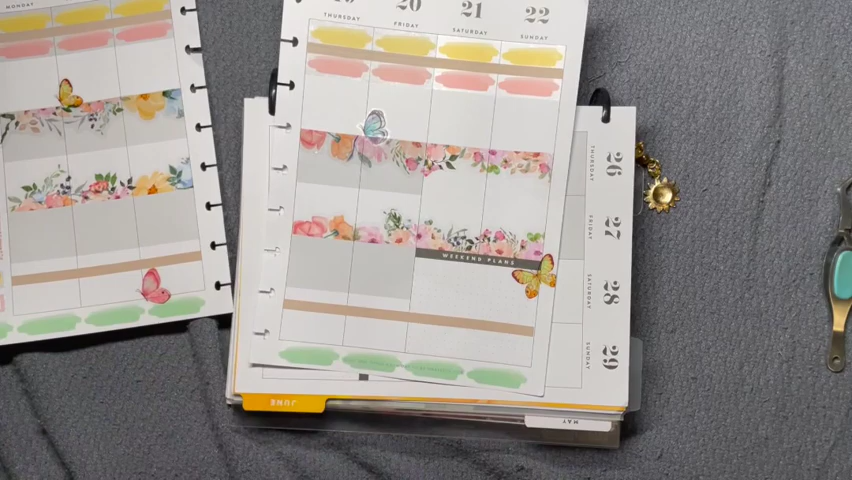 MONDAY
20
21
22
THURSDAY
FRIDAY
SATURDAY
SUNDAY
WEEKEND PLANS
THURSDAY
26
FRIDAY
27
SATURDAY
28
SUNDAY
29
JUNE
MAY